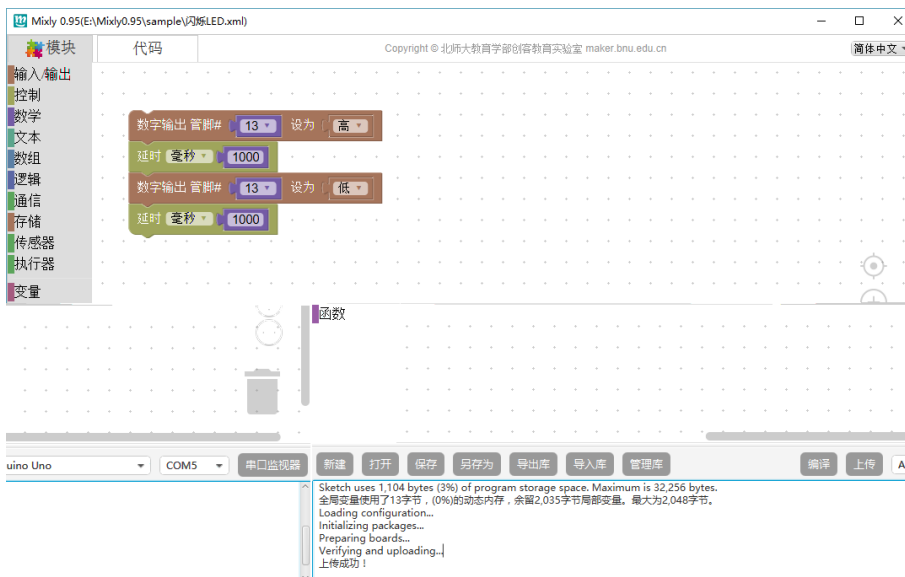 Mixly 0.95(E:\Mixly0.95\sample\闪烁LED.xml)
模块 代码 Copyright © 北师大教育学部创客教育实验室 maker.bnu.edu.cn 简体中文
输入/输出
控制
数学
文本
数组
逻辑
通信
存储
传感器
执行器
变量
数字输出 管脚# 13 设为 高
延时 毫秒 1000
数字输出 管脚# 13 设为 低
延时 毫秒 1000
函数
uino Uno COM5 串口监视器 新建 打开 保存 另存为 导出库 导入库 管理库 编译 上传 A
Sketch uses 1,104 bytes (3%) of program storage space. Maximum is 32,256 bytes.
全局变量使用了13字节，(0%)的动态内存，余留2,035字节局部变量。最大为2,048字节。
Loading configuration...
Initializing packages...
Preparing boards...
Verifying and uploading...
上传成功！